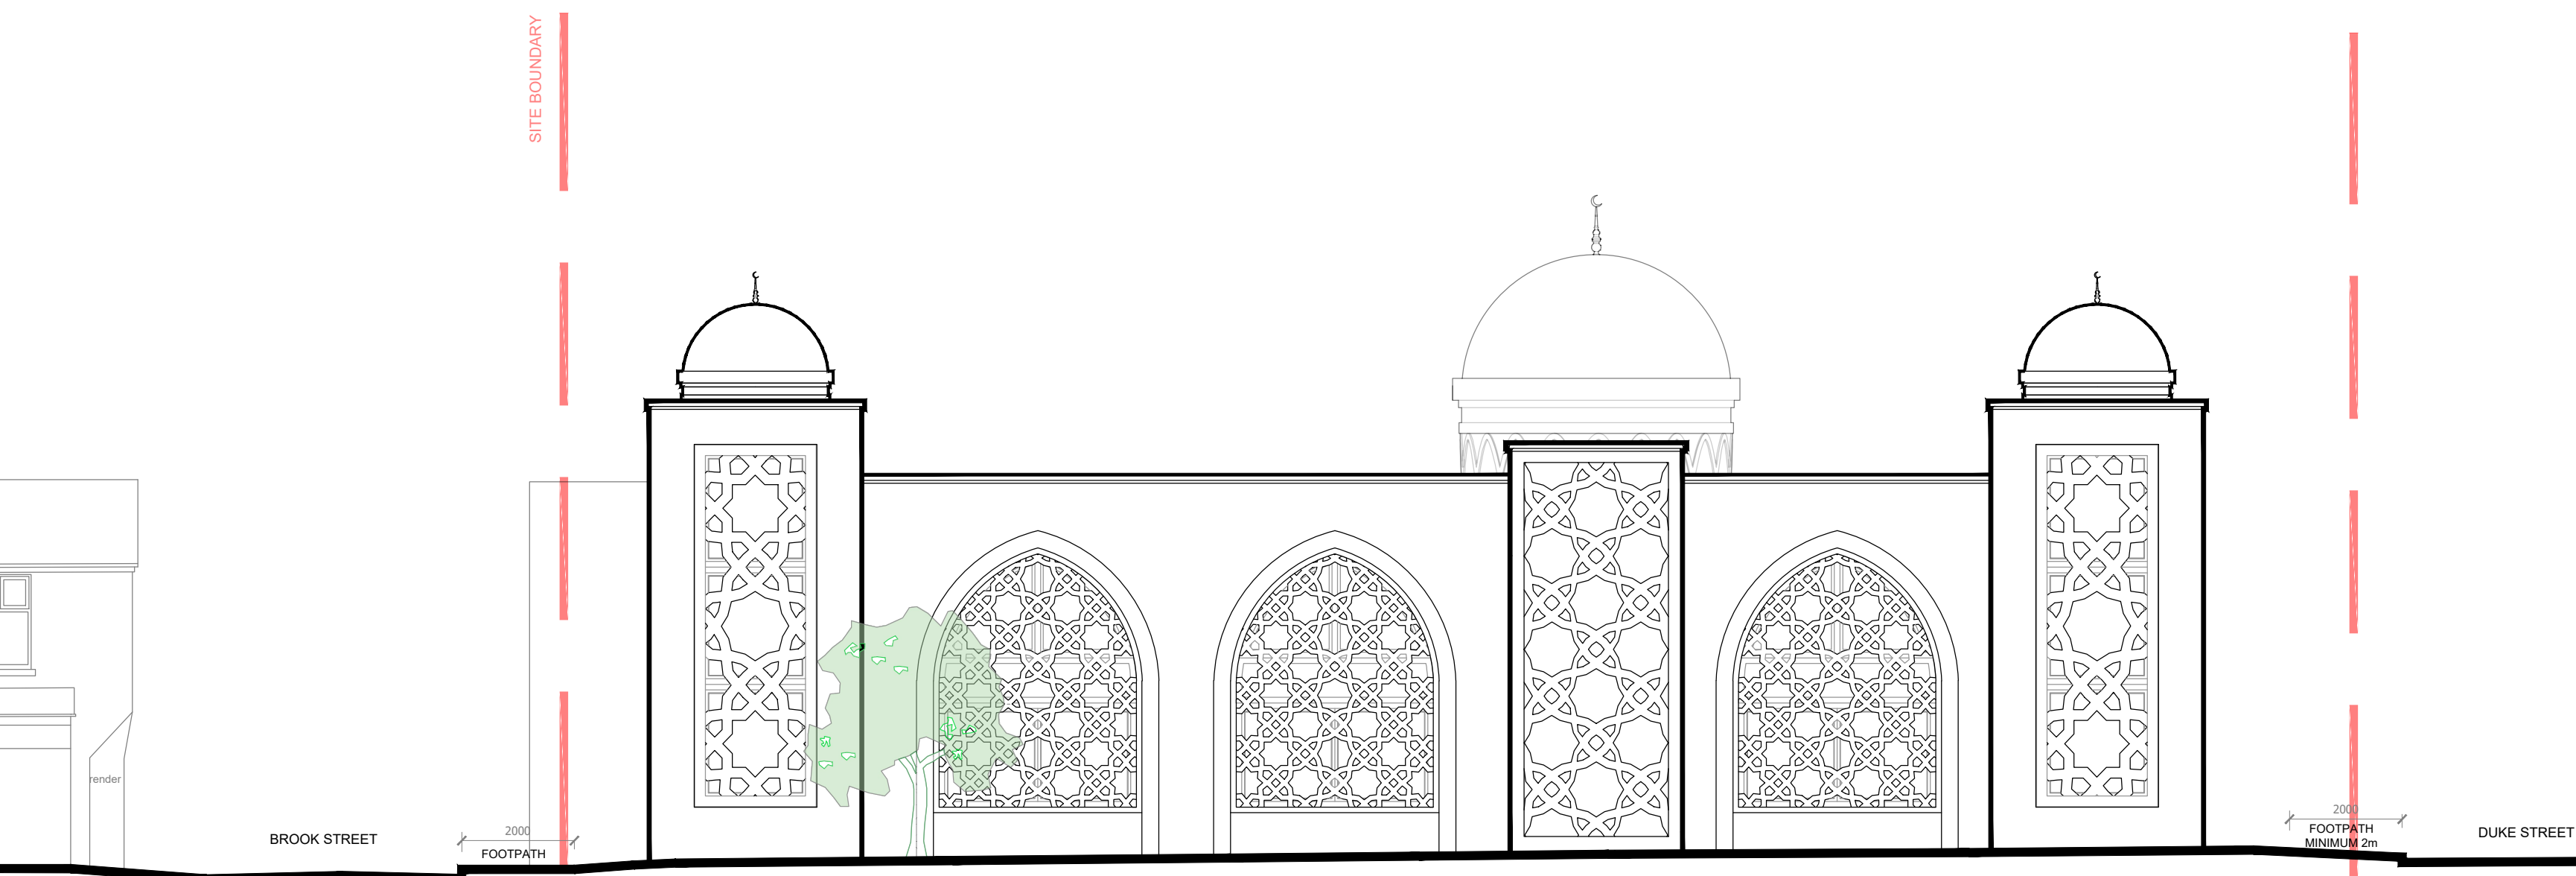 SITE BOUNDARY
render
BROOK STREET
2000
FOOTPATH
2000
FOOTPATH
MINIMUM 2m
DUKE STREET